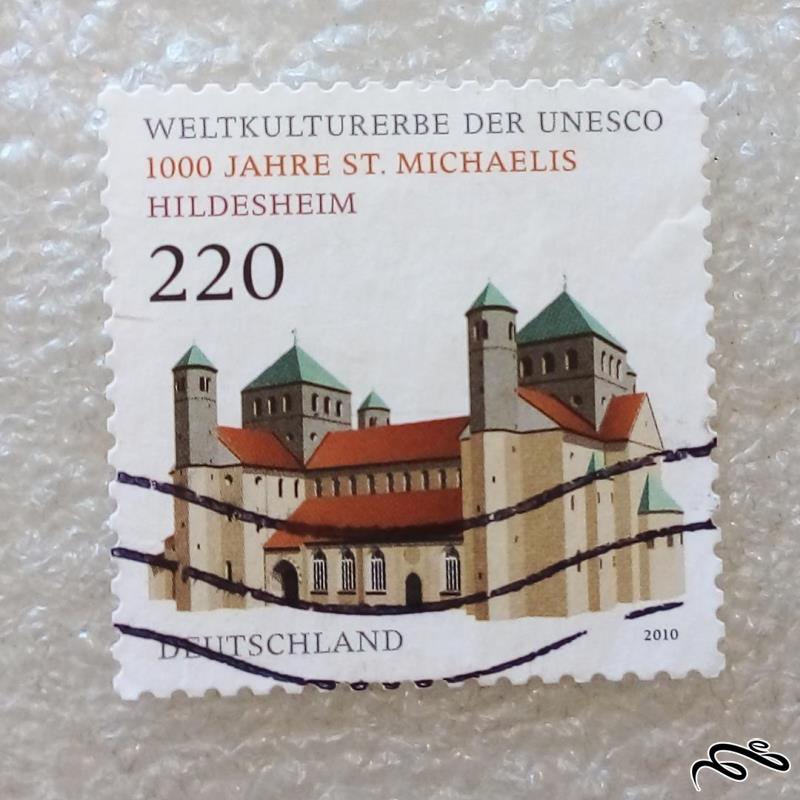 WELTKULTURERBE DER UNESCO
1000 JAHRE ST. MICHAELIS
HILDESHEIM
220
DEUTSCHLAND
2010